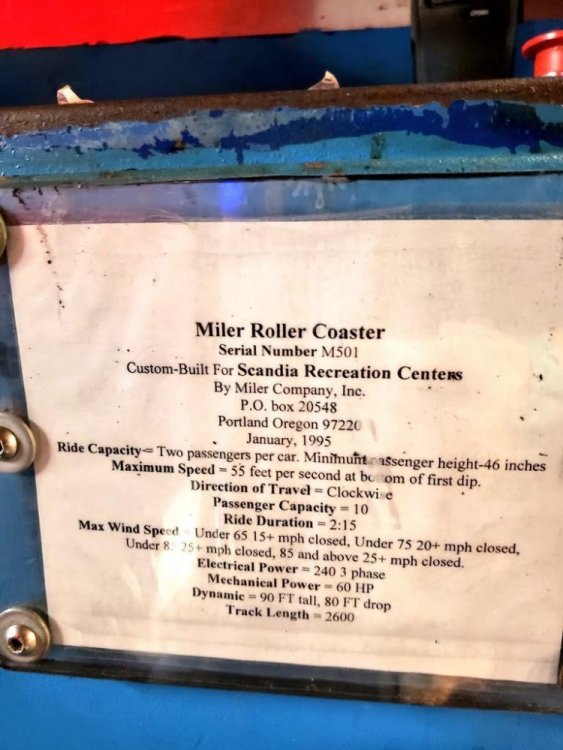 Miler Roller Coaster
Serial Number M501
Custom-Built For Scandia Recreation Centers
By Miler Company, Inc.
P.O. box 20548
Portland Oregon 97220
January, 1995
Ride Capacity= Two passengers per car. Minimum passenger height-46 inches
Maximum Speed = 55 feet per second at bottom of first dip.
Direction of Travel = Clockwise
Passenger Capacity = 10
Ride Duration = 2:15
Max Wind Speed = Under 65 15+ mph closed, Under 75 20+ mph closed,
Under 85 25+ mph closed, 85 and above 25+ mph closed.
Electrical Power = 240 3 phase
Mechanical Power = 60 HP
Dynamic = 90 FT tall, 80 FT drop
Track Length = 2600